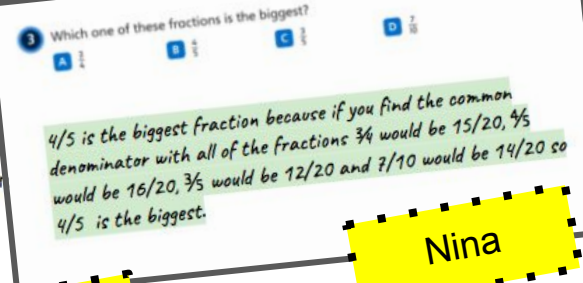 3 Which one of these fractions is the biggest?
A 3/4 B 4/5 C 3/5 D 7/10
4/5 is the biggest fraction because if you find the common
denominator with all of the fractions ¾ would be 15/20, ⅘
would be 16/20, ⅗ would be 12/20 and 7/10 would be 14/20 so
4/5 is the biggest.
Nina